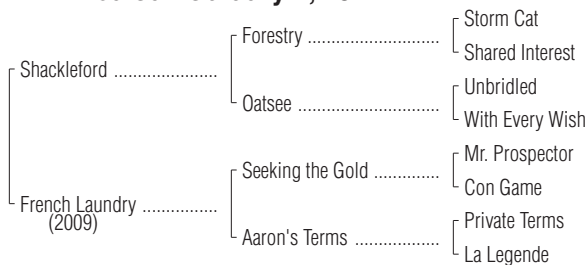 Storm Cat
Forestry ..............................
Shared Interest
Shackleford .......................
Unbridled
Oatsee ................................
With Every Wish
Mr. Prospector
Seeking the Gold ..............
Con Game
French Laundry .................
(2009)
Private Terms
Aaron's Terms ...................
La Legende